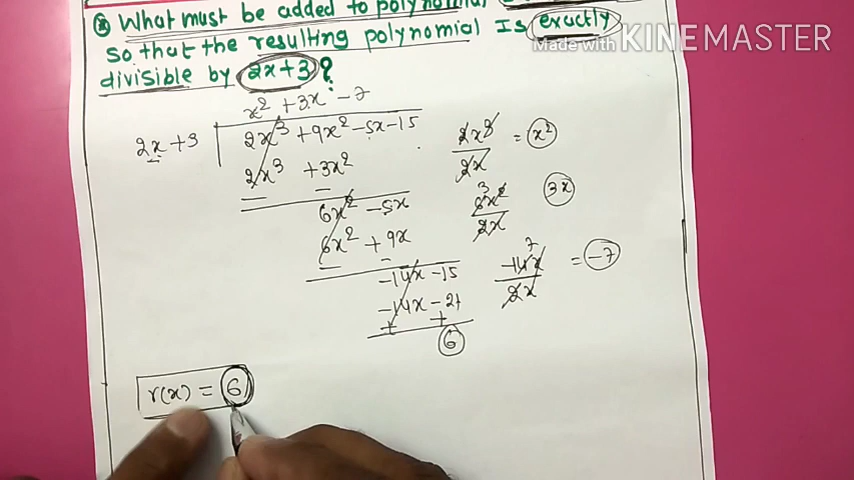 What must be added to polynomial
so that the resulting polynomial Is exactly
Made with KINEMASTER
divisible by 2x+3?
x² + 3x - 7
2x+3 2x³ + 9x² - 5x - 15
2x³ + 3x²
6x² - 5x
6x² + 9x
-14x - 15
-14x - 21
+ +
6
2x³/2x = x²
3
6x²/2x 3x
7
-14x/2x = -7
r(x) = 6